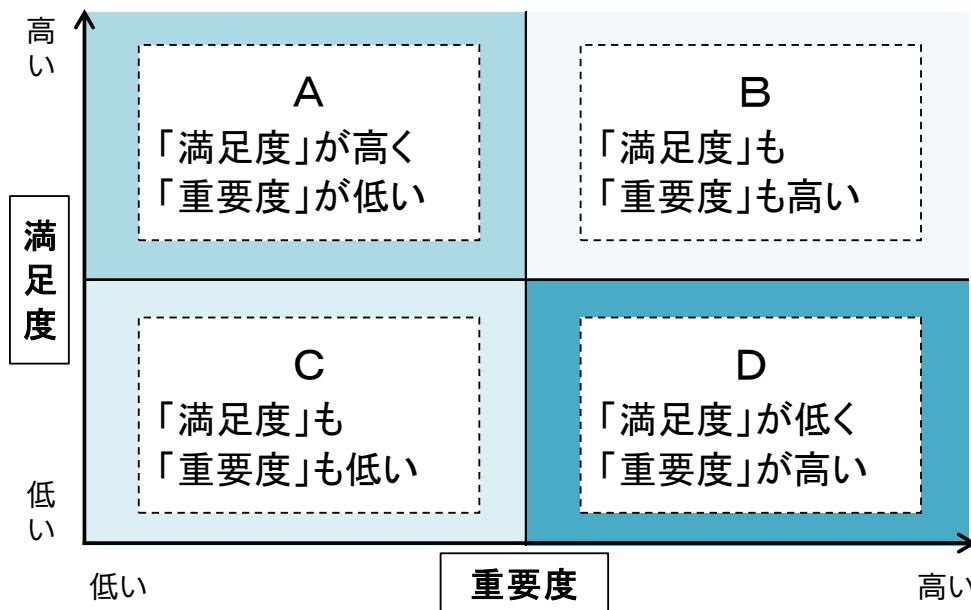 高い
A
「満足度」が高く
「重要度」が低い
B
「満足度」も
「重要度」も高い
満足度
C
「満足度」も
「重要度」も低い
D
「満足度」が低く
「重要度」が高い
低い
低い
重要度
高い